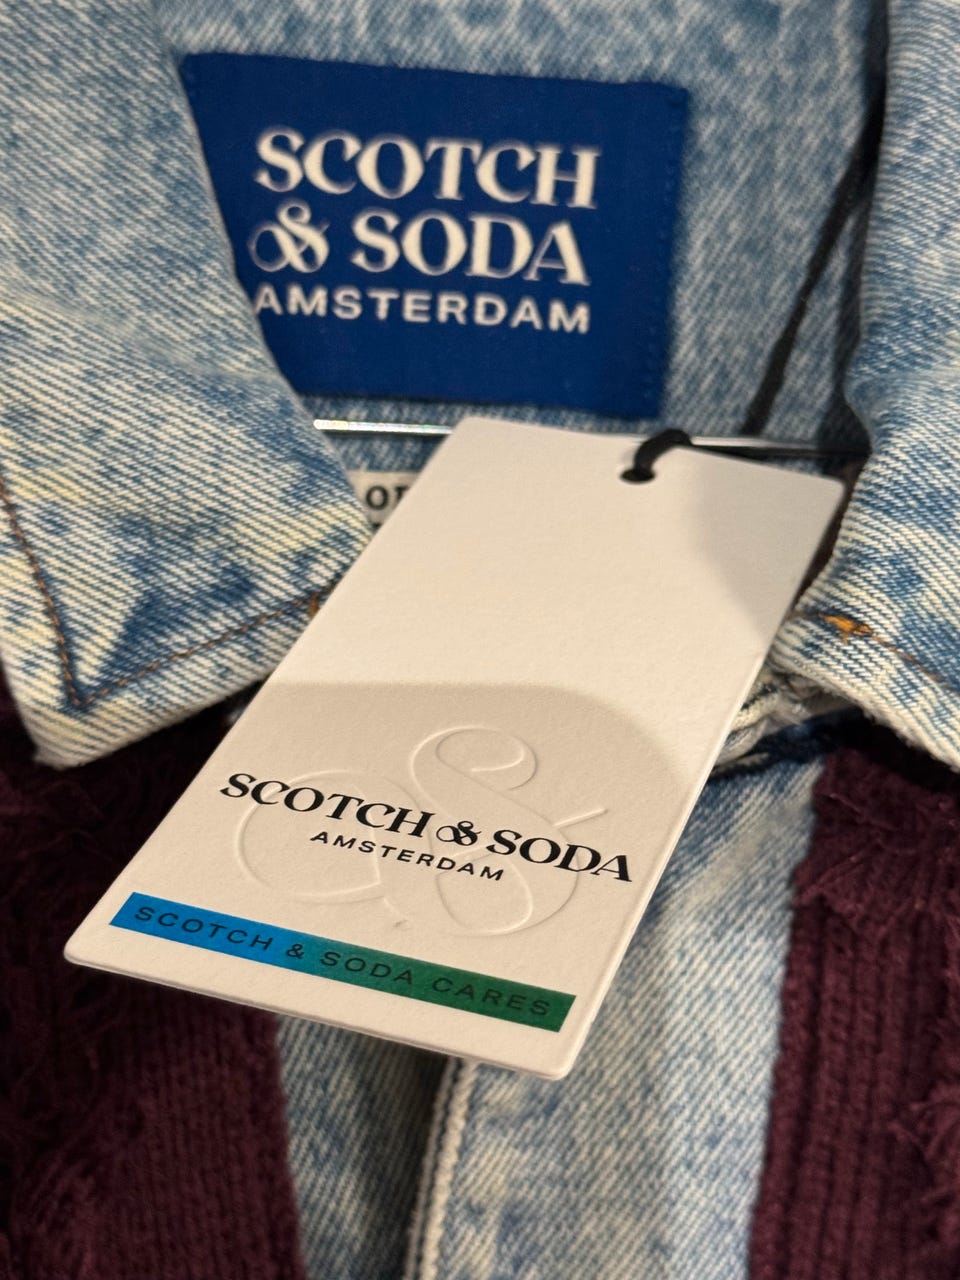 SCOTCH
& SODA
AMSTERDAM
SCOTCH & SODA
AMSTERDAM
SCOTCH & SODA CARES